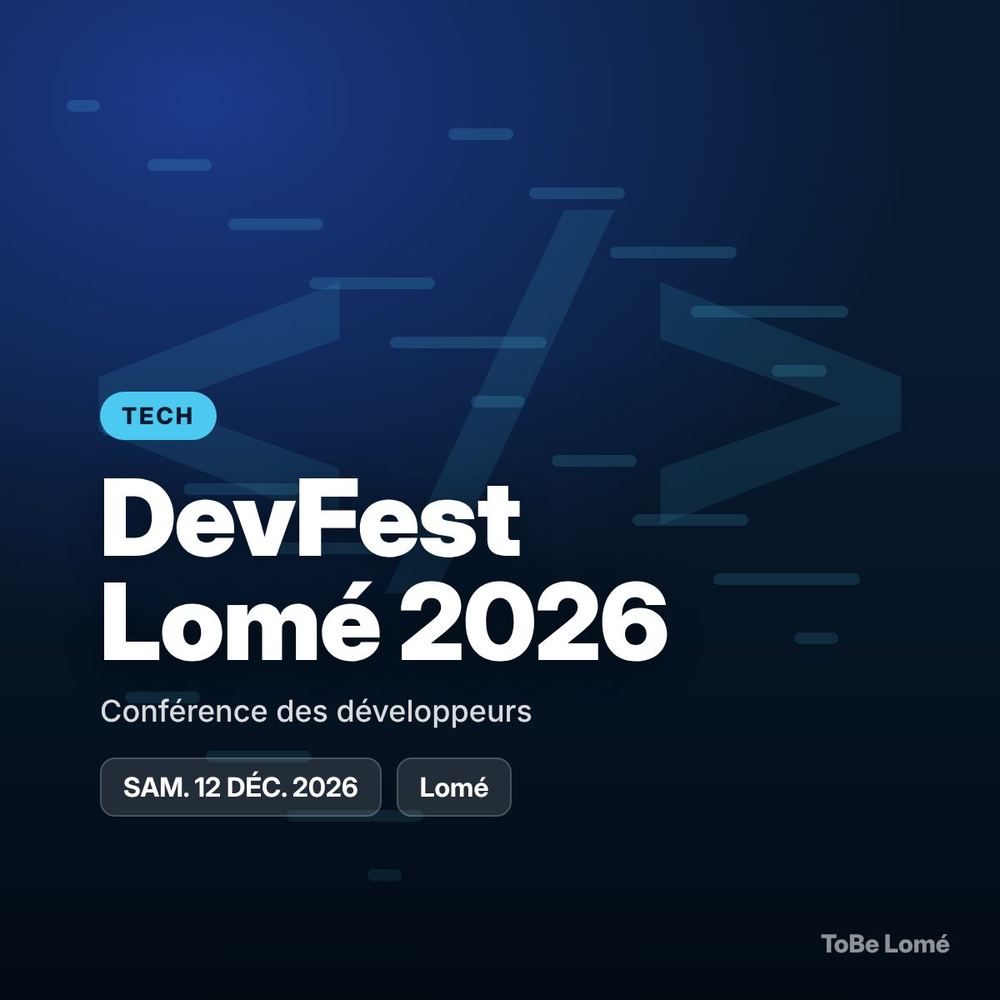 TECH
DevFest
Lomé 2026
Conférence des développeurs
SAM. 12 DÉC. 2026
Lomé
ToBe Lomé